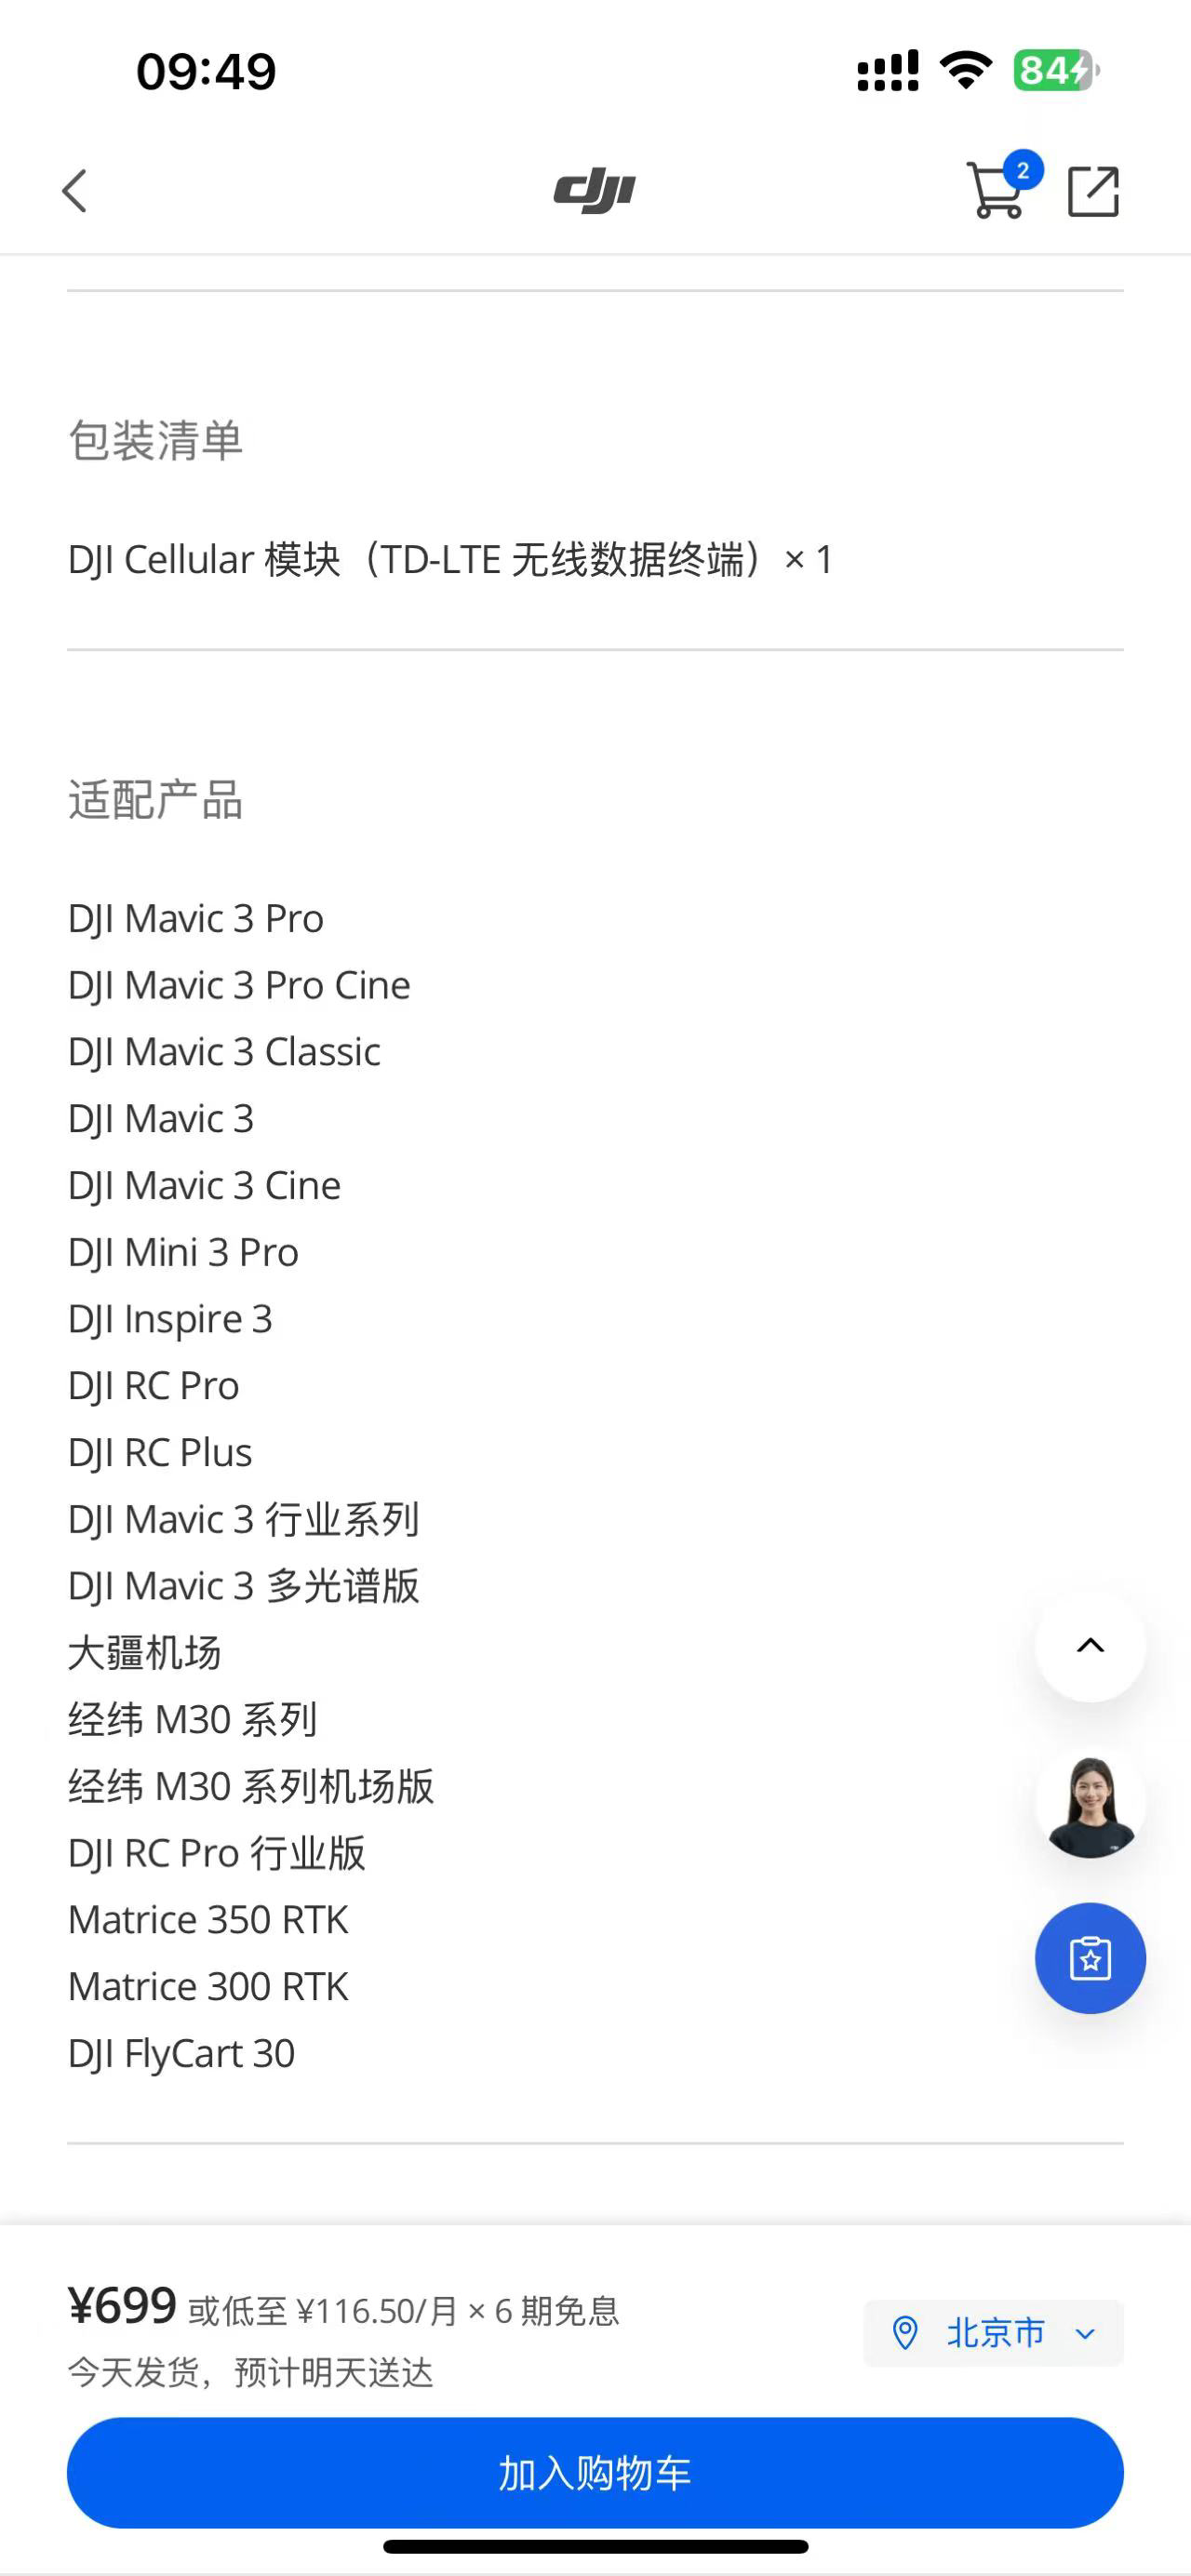 09:49
84
dji
2
包装清单
DJI Cellular 模块（TD-LTE 无线数据终端）× 1
适配产品
DJI Mavic 3 Pro
DJI Mavic 3 Pro Cine
DJI Mavic 3 Classic
DJI Mavic 3
DJI Mavic 3 Cine
DJI Mini 3 Pro
DJI Inspire 3
DJI RC Pro
DJI RC Plus
DJI Mavic 3 行业系列
DJI Mavic 3 多光谱版
大疆机场
经纬 M30 系列
经纬 M30 系列机场版
DJI RC Pro 行业版
Matrice 350 RTK
Matrice 300 RTK
DJI FlyCart 30
¥699 或低至 ¥116.50/月 × 6 期免息
北京市
今天发货，预计明天送达
加入购物车